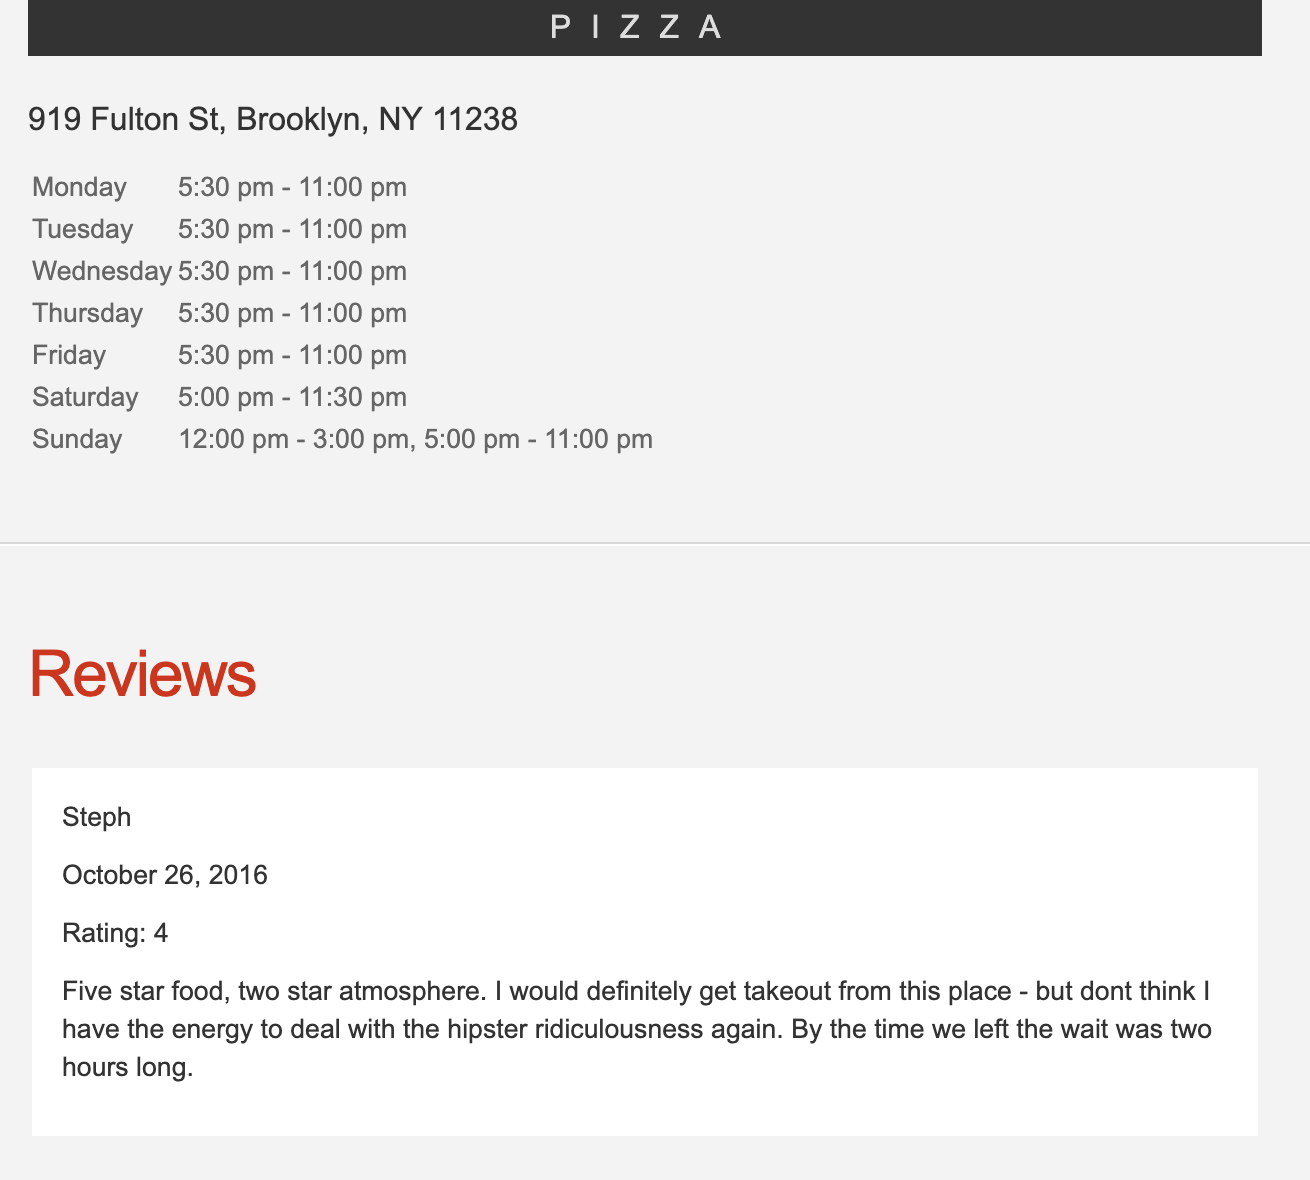 PIZZA
919 Fulton St, Brooklyn, NY 11238
Monday 5:30 pm - 11:00 pm
Tuesday 5:30 pm - 11:00 pm
Wednesday 5:30 pm - 11:00 pm
Thursday 5:30 pm - 11:00 pm
Friday 5:30 pm - 11:00 pm
Saturday 5:00 pm - 11:30 pm
Sunday 12:00 pm - 3:00 pm, 5:00 pm - 11:00 pm
Reviews
Steph
October 26, 2016
Rating: 4
Five star food, two star atmosphere. I would definitely get takeout from this place - but dont think I
have the energy to deal with the hipster ridiculousness again. By the time we left the wait was two
hours long.